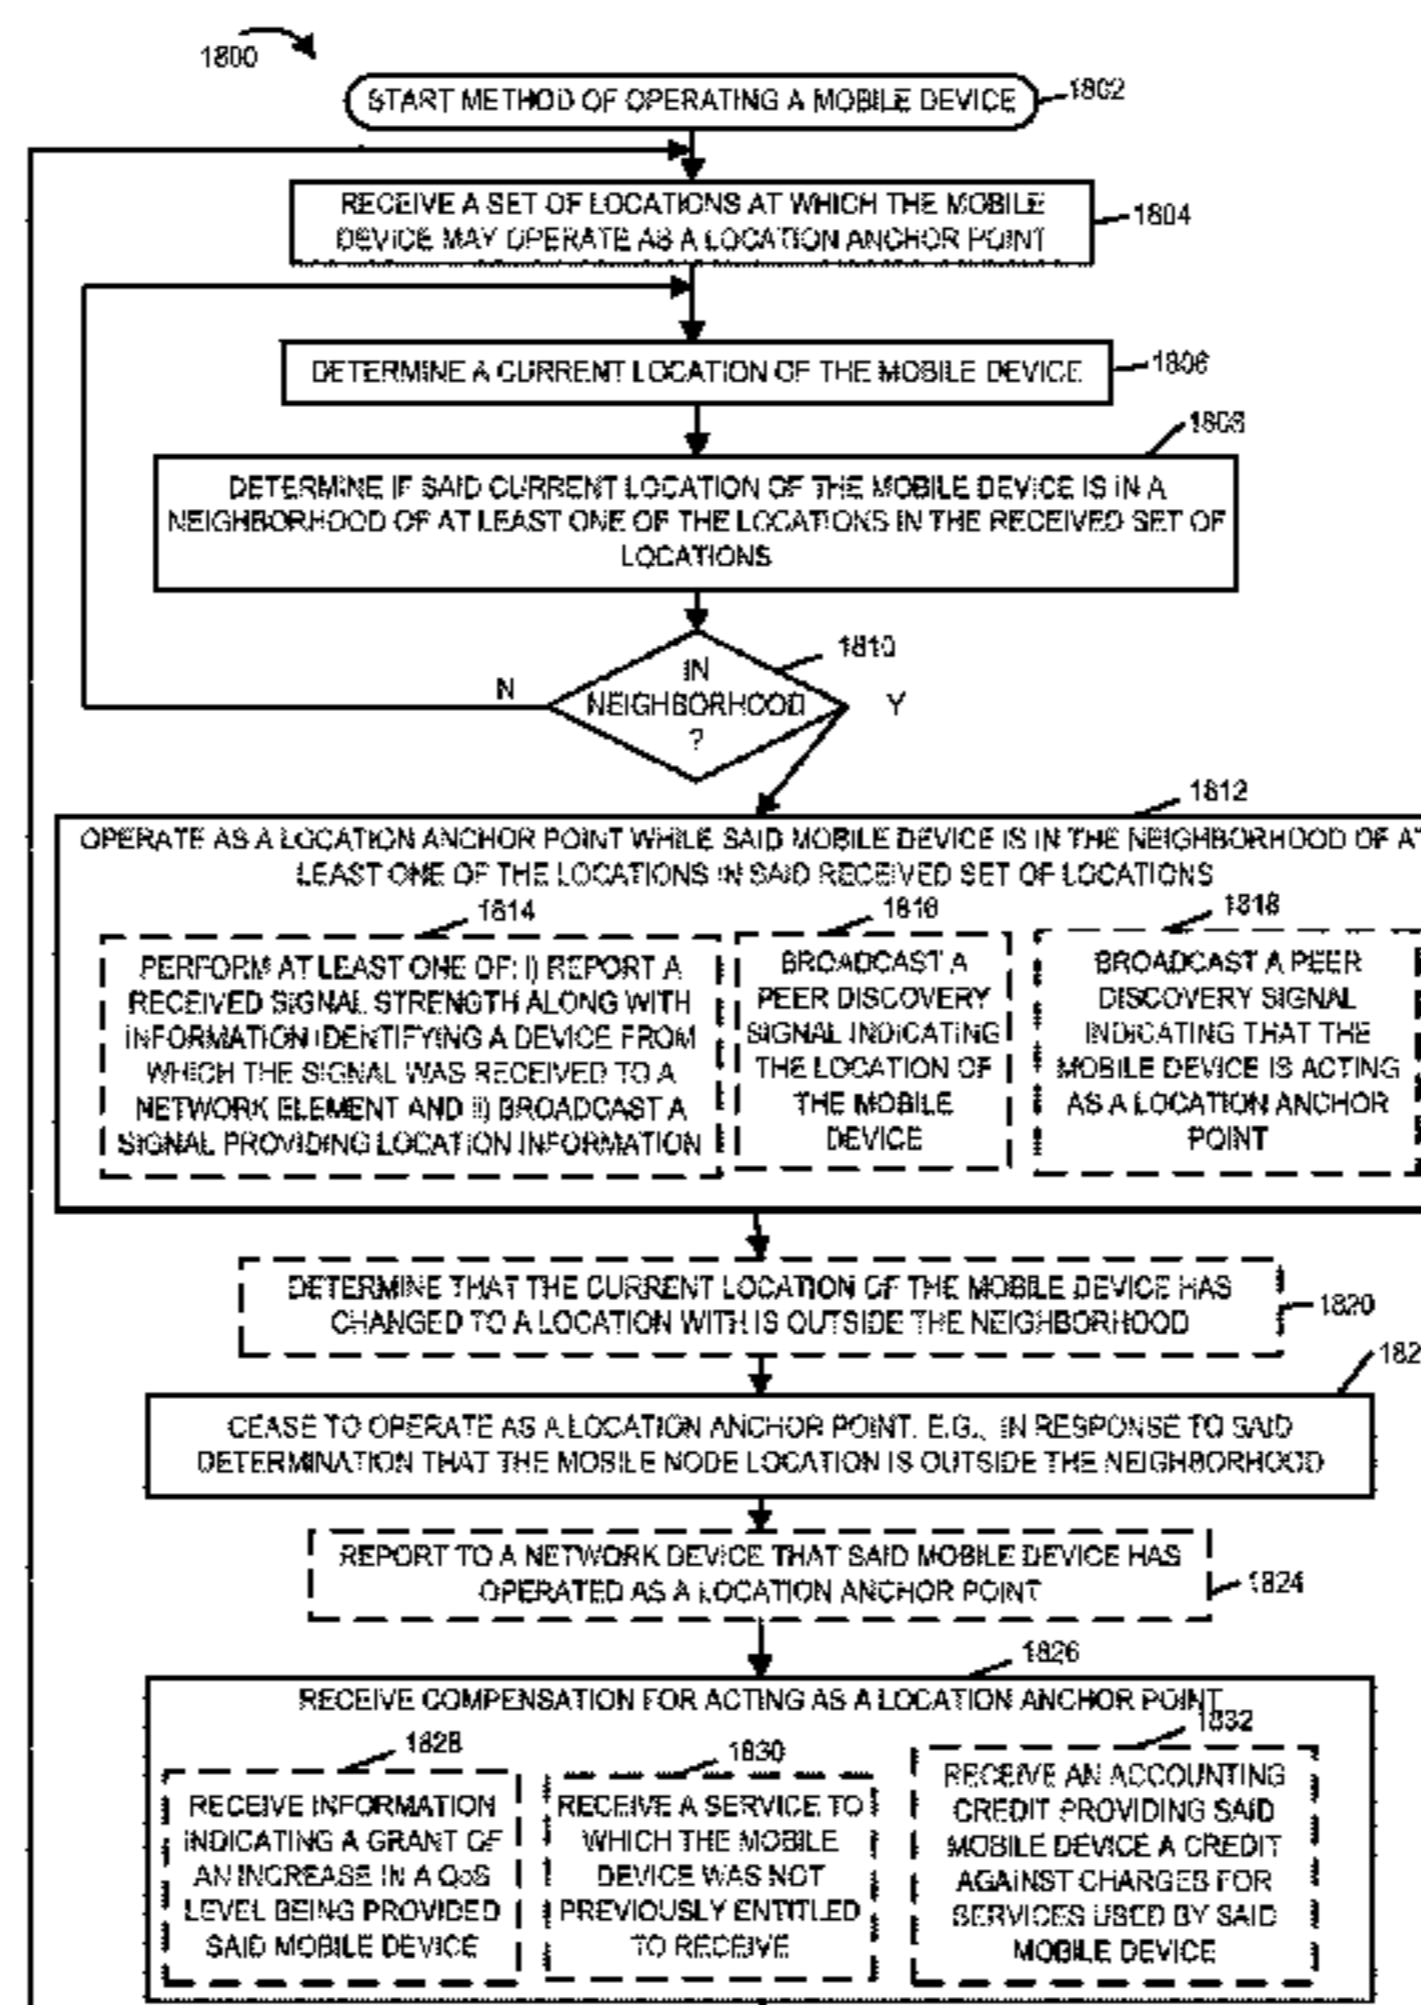 1800
START METHOD OF OPERATING A MOBILE DEVICE
1802
RECEIVE A SET OF LOCATIONS AT WHICH THE MOBILE
DEVICE MAY OPERATE AS A LOCATION ANCHOR POINT
1804
DETERMINE A CURRENT LOCATION OF THE MOBILE DEVICE
1806
1808
DETERMINE IF SAID CURRENT LOCATION OF THE MOBILE DEVICE IS IN A
NEIGHBORHOOD OF AT LEAST ONE OF THE LOCATIONS IN THE RECEIVED SET OF
LOCATIONS
1810
IN
NEIGHBORHOOD
?
N
Y
1812
OPERATE AS A LOCATION ANCHOR POINT WHILE SAID MOBILE DEVICE IS IN THE NEIGHBORHOOD OF AT
LEAST ONE OF THE LOCATIONS IN SAID RECEIVED SET OF LOCATIONS
1814
PERFORM AT LEAST ONE OF: I) REPORT A
RECEIVED SIGNAL STRENGTH ALONG WITH
INFORMATION IDENTIFYING A DEVICE FROM
WHICH THE SIGNAL WAS RECEIVED TO A
NETWORK ELEMENT AND II) BROADCAST A
SIGNAL PROVIDING LOCATION INFORMATION
1816
BROADCAST A
PEER DISCOVERY
SIGNAL INDICATING
THE LOCATION OF
THE MOBILE
DEVICE
1818
BROADCAST A PEER
DISCOVERY SIGNAL
INDICATING THAT THE
MOBILE DEVICE IS ACTING
AS A LOCATION ANCHOR
POINT
DETERMINE THAT THE CURRENT LOCATION OF THE MOBILE DEVICE HAS
CHANGED TO A LOCATION WITH IS OUTSIDE THE NEIGHBORHOOD
1820
182
CEASE TO OPERATE AS A LOCATION ANCHOR POINT, E.G., IN RESPONSE TO SAID
DETERMINATION THAT THE MOBILE NODE LOCATION IS OUTSIDE THE NEIGHBORHOOD
REPORT TO A NETWORK DEVICE THAT SAID MOBILE DEVICE HAS
OPERATED AS A LOCATION ANCHOR POINT
1824
1826
RECEIVE COMPENSATION FOR ACTING AS A LOCATION ANCHOR POINT
1828
RECEIVE INFORMATION
INDICATING A GRANT OF
AN INCREASE IN A QoS
LEVEL BEING PROVIDED
SAID MOBILE DEVICE
1830
RECEIVE A SERVICE TO
WHICH THE MOBILE
DEVICE WAS NOT
PREVIOUSLY ENTITLED
TO RECEIVE
1832
RECEIVE AN ACCOUNTING
CREDIT PROVIDING SAID
MOBILE DEVICE A CREDIT
AGAINST CHARGES FOR
SERVICES USED BY SAID
MOBILE DEVICE